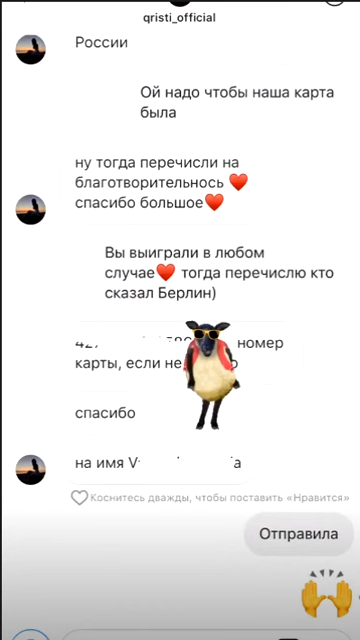 qristi_official
России
Ой надо чтобы наша карта
была
ну тогда перечисли на
благотворительнось ❤️
спасибо большое❤️
Вы выиграли в любом
случае❤️ тогда перечислю кто
сказал Берлин)
номер
карты, если не
спасибо
на имя V
Коснитесь дважды, чтобы поставить «Нравится»
Отправила